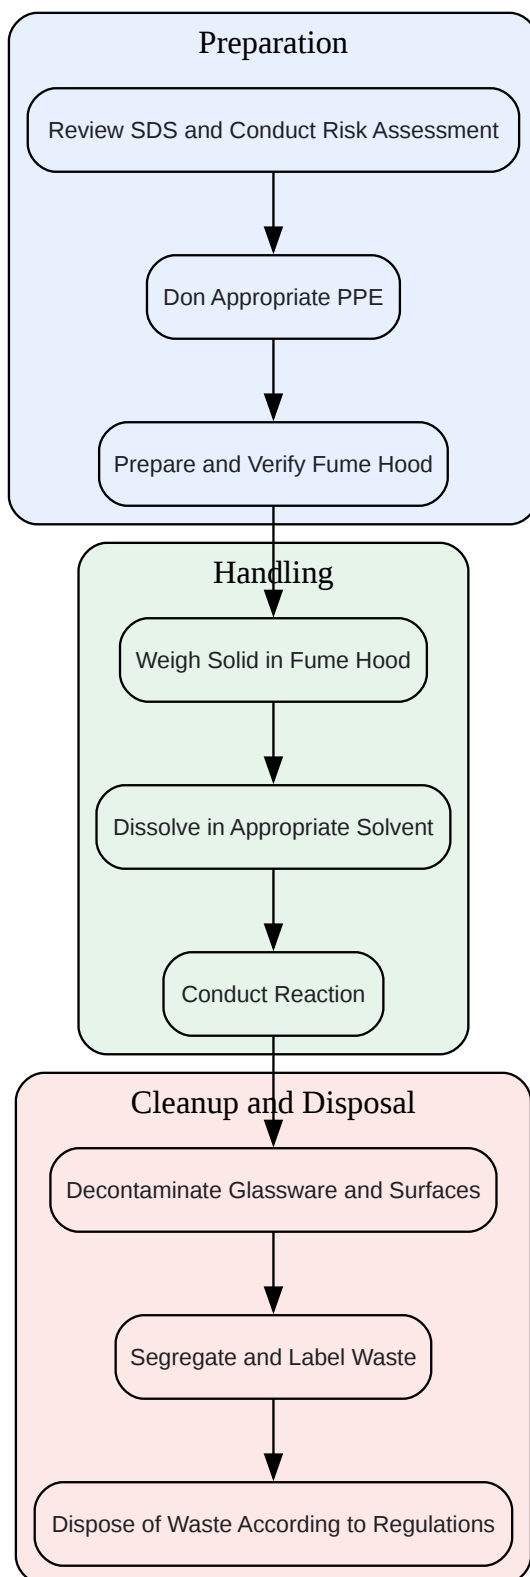 Preparation
Review SDS and Conduct Risk Assessment
Don Appropriate PPE
Prepare and Verify Fume Hood
Handling
Weigh Solid in Fume Hood
Dissolve in Appropriate Solvent
Conduct Reaction
Cleanup and Disposal
Decontaminate Glassware and Surfaces
Segregate and Label Waste
Dispose of Waste According to Regulations